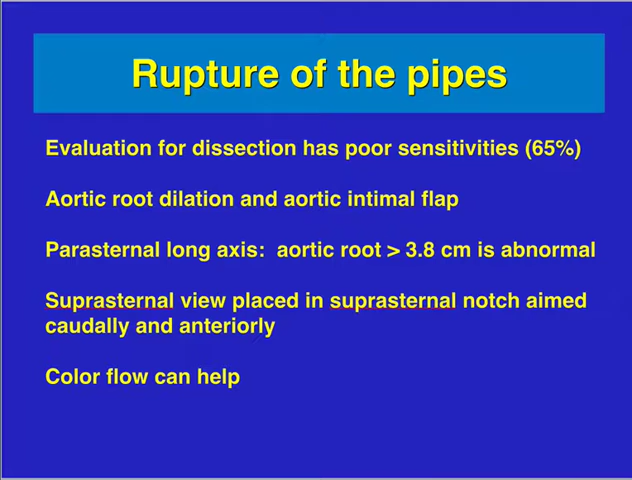 Rupture of the pipes
Evaluation for dissection has poor sensitivities (65%)
Aortic root dilation and aortic intimal flap
Parasternal long axis:  aortic root > 3.8 cm is abnormal
Suprasternal view placed in suprasternal notch aimed
caudally and anteriorly
Color flow can help